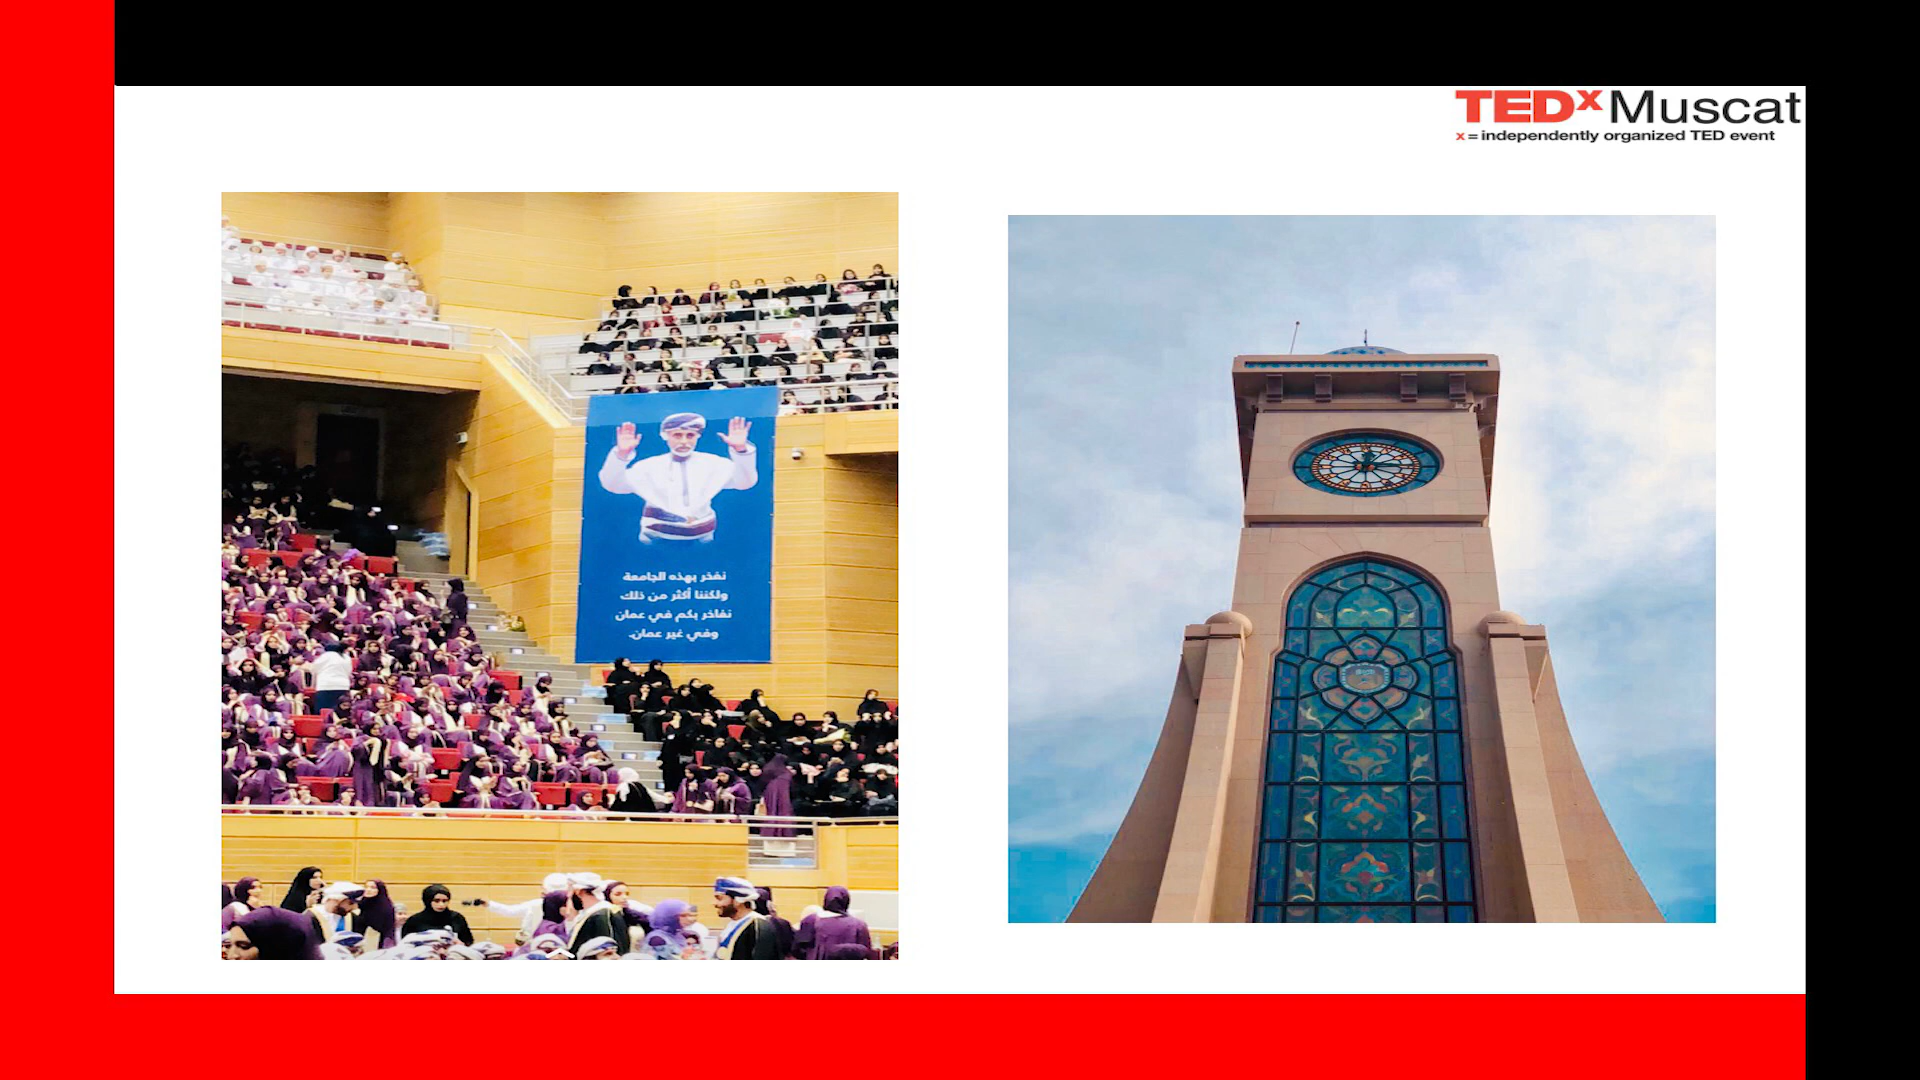 TEDxMuscat
x = independently organized TED event
نفخر بهذه الجامعة
ولكننا أكثر من ذلك
نفاخر بكم في عمان
وفي غير عمان.